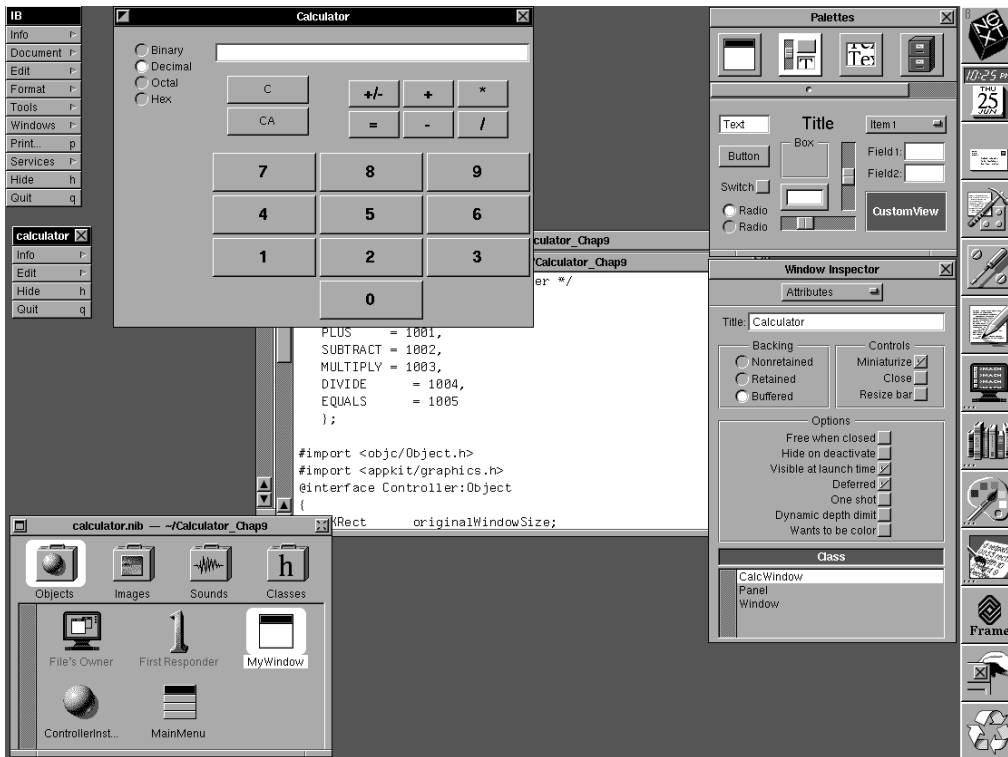 IB
Info
Document
Edit
Format
Tools
Windows
Print... p
Services
Hide h
Quit q
calculator
Info
Edit
Hide h
Quit q
Calculator
Binary
Decimal
Octal
Hex
C
CA
+/- + *
= - /
7 8 9
4 5 6
1 2 3
0
culator_Chap9
/Calculator_Chap9
er */
PLUS = 1001,
SUBTRACT = 1002,
MULTIPLY = 1003,
DIVIDE = 1004,
EQUALS = 1005
};
#import <objc/Object.h>
#import <appkit/graphics.h>
@interface Controller:Object
{
Rect originalWindowSize;
calculator.nib — ~/Calculator_Chap9
Objects Images Sounds Classes
h
File's Owner First Responder MyWindow
ControllerInst... MainMenu
Palettes
Text Title Item1
Button Box Field1:
Field2:
Switch
Radio
Radio
CustomView
Window Inspector
Attributes
Title: Calculator
Backing
Nonretained
Retained
Buffered
Controls
Miniaturize
Close
Resize bar
Options
Free when closed
Hide on deactivate
Visible at launch time
Deferred
One shot
Dynamic depth dimit
Wants to be color
Class
CalcWindow
Panel
Window
NeXT
10:25 PM
THU
25
JUN
Frame